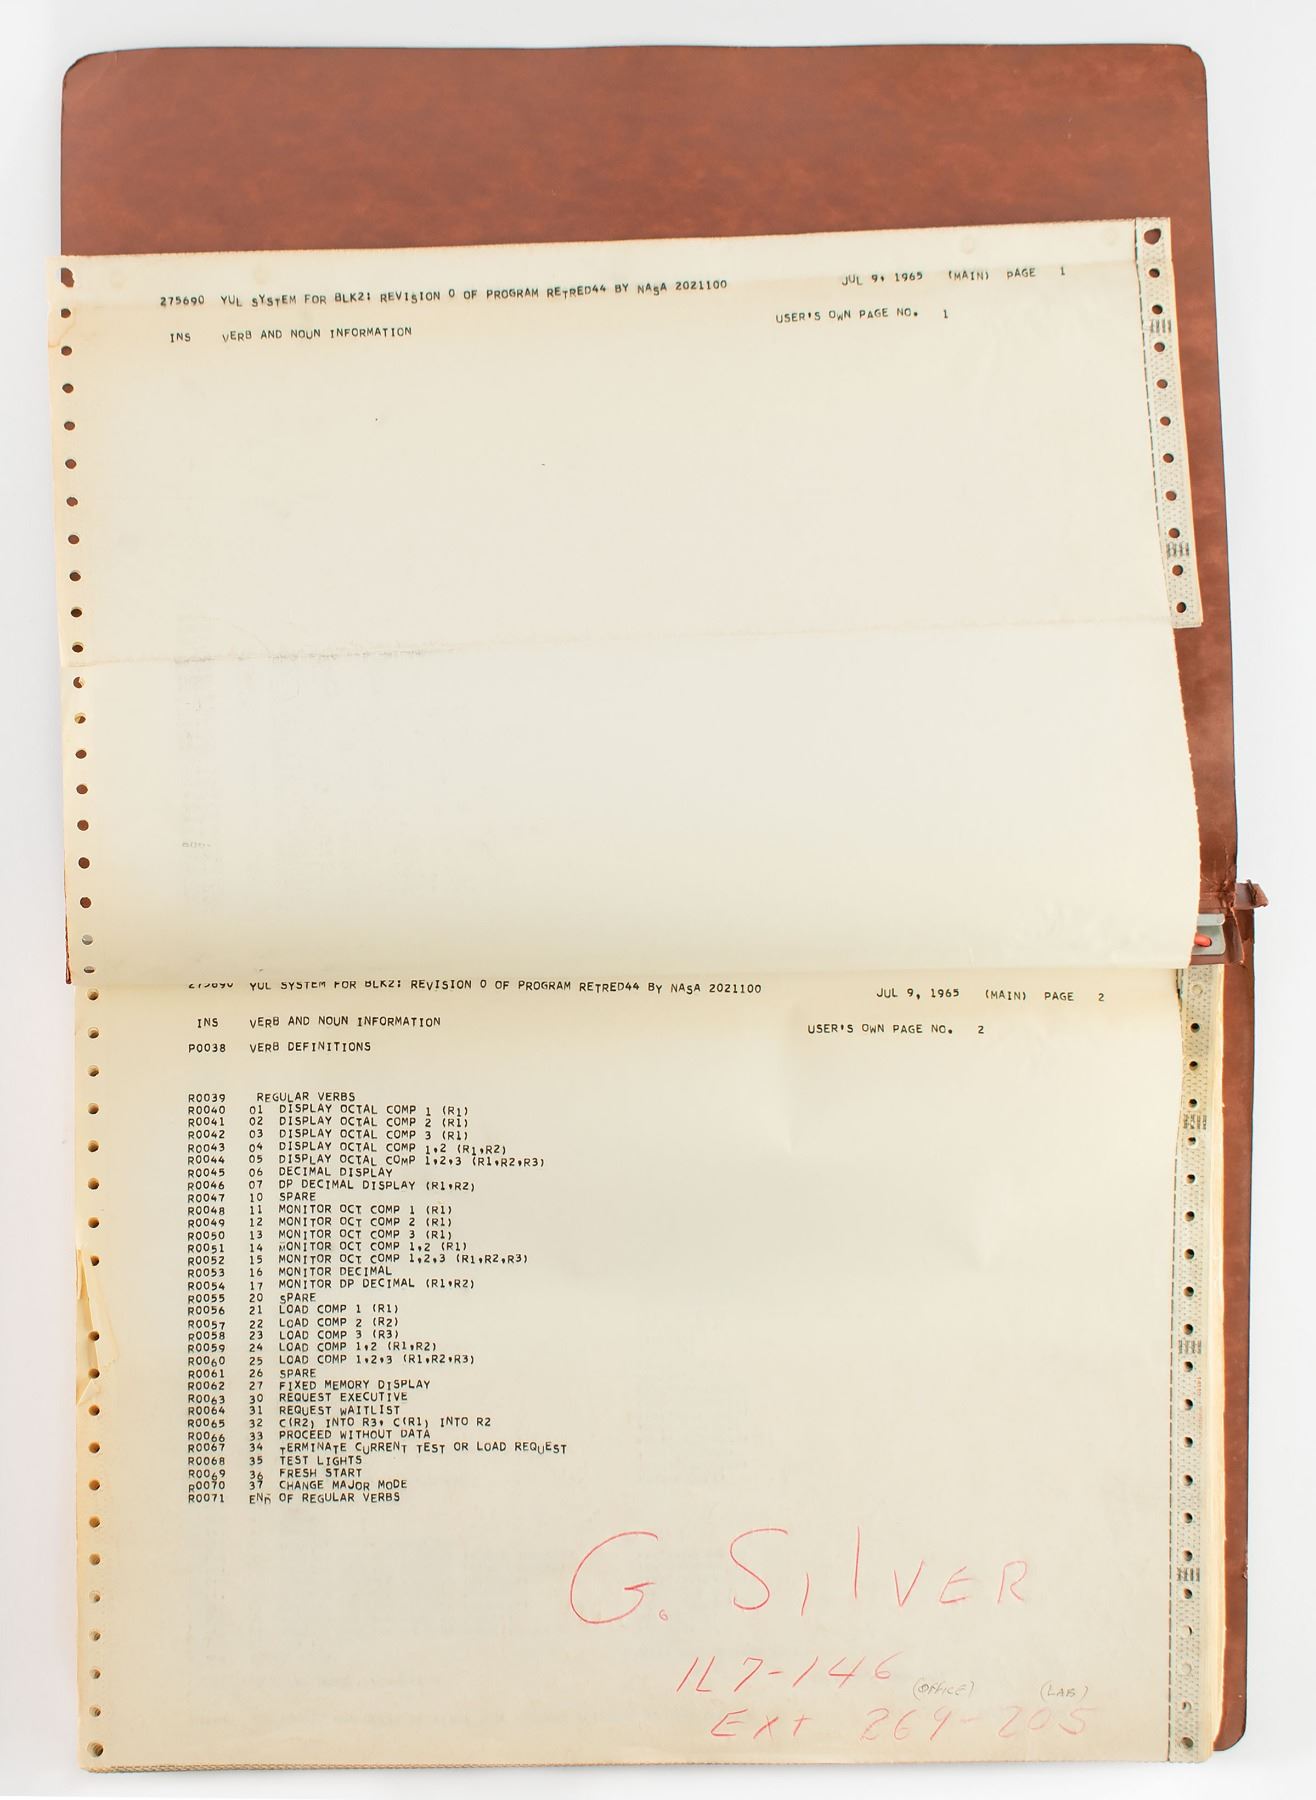 275690 YUL SYSTEM FOR BLK2: REVISION 0 OF PROGRAM RETRED44 BY NASA 2021100 JUL 9, 1965 (MAIN) PAGE 1
INS VERB AND NOUN INFORMATION USER'S OWN PAGE NO. 1
275690 YUL SYSTEM FOR BLK2: REVISION 0 OF PROGRAM RETRED44 BY NASA 2021100 JUL 9, 1965 (MAIN) PAGE 2
INS VERB AND NOUN INFORMATION USER'S OWN PAGE NO. 2
P0038 VERB DEFINITIONS
R0039 REGULAR VERBS
R0040 01 DISPLAY OCTAL COMP 1 (R1)
R0041 02 DISPLAY OCTAL COMP 2 (R1)
R0042 03 DISPLAY OCTAL COMP 3 (R1)
R0043 04 DISPLAY OCTAL COMP 1,2 (R1,R2)
R0044 05 DISPLAY OCTAL COMP 1,2,3 (R1,R2,R3)
R0045 06 DECIMAL DISPLAY
R0046 07 DP DECIMAL DISPLAY (R1,R2)
R0047 10 SPARE
R0048 11 MONITOR OCT COMP 1 (R1)
R0049 12 MONITOR OCT COMP 2 (R1)
R0050 13 MONITOR OCT COMP 3 (R1)
R0051 14 MONITOR OCT COMP 1,2 (R1)
R0052 15 MONITOR OCT COMP 1,2,3 (R1,R2,R3)
R0053 16 MONITOR DECIMAL
R0054 17 MONITOR DP DECIMAL (R1,R2)
R0055 20 SPARE
R0056 21 LOAD COMP 1 (R1)
R0057 22 LOAD COMP 2 (R2)
R0058 23 LOAD COMP 3 (R3)
R0059 24 LOAD COMP 1,2 (R1,R2)
R0060 25 LOAD COMP 1,2,3 (R1,R2,R3)
R0061 26 SPARE
R0062 27 FIXED MEMORY DISPLAY
R0063 30 REQUEST EXECUTIVE
R0064 31 REQUEST WAITLIST
R0065 32 C(R2) INTO R3, C(R1) INTO R2
R0066 33 PROCEED WITHOUT DATA
R0067 34 TERMINATE CURRENT TEST OR LOAD REQUEST
R0068 35 TEST LIGHTS
R0069 36 FRESH START
R0070 37 CHANGE MAJOR MODE
R0071 END OF REGULAR VERBS
G. SILVER
IL7-146
(OFFICE) (LAB)
EXT 269-205